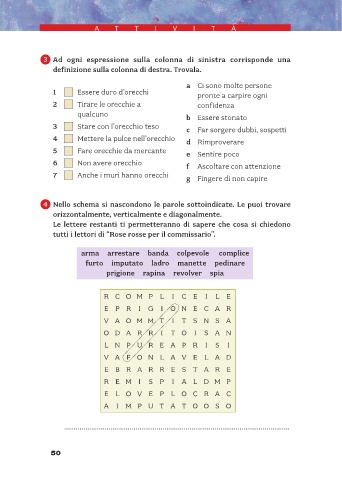 ATTIVITÀ
3 Ad ogni espressione sulla colonna di sinistra corrisponde una
definizione sulla colonna di destra. Trovala.
1 Essere duro d'orecchi
2 Tirare le orecchie a
qualcuno
3 Stare con l'orecchio teso
4 Mettere la pulce nell'orecchio
5 Fare orecchie da mercante
6 Non avere orecchio
7 Anche i muri hanno orecchi
a Ci sono molte persone
pronte a carpire ogni
confidenza
b Essere stonato
c Far sorgere dubbi, sospetti
d Rimproverare
e Sentire poco
f Ascoltare con attenzione
g Fingere di non capire
4 Nello schema si nascondono le parole sottoindicate. Le puoi trovare
orizzontalmente, verticalmente e diagonalmente.
Le lettere restanti ti permetteranno di sapere che cosa si chiedono
tutti i lettori di "Rose rosse per il commissario".
arma arrestare banda colpevole complice
furto imputato ladro manette pedinare
prigione rapina revolver spia
R C O M P L I C E I L E
E P R I G I O N E C A R
V A O M M T I T S N S A
O D A R R I T O I S A N
L N P U R E A P R I S I
V A F O N L A V E L A D
E B R A R R E S T A R E
R E M I S P I A L D M P
E L O V E P L O C R A C
A I M P U T A T O O S O
50